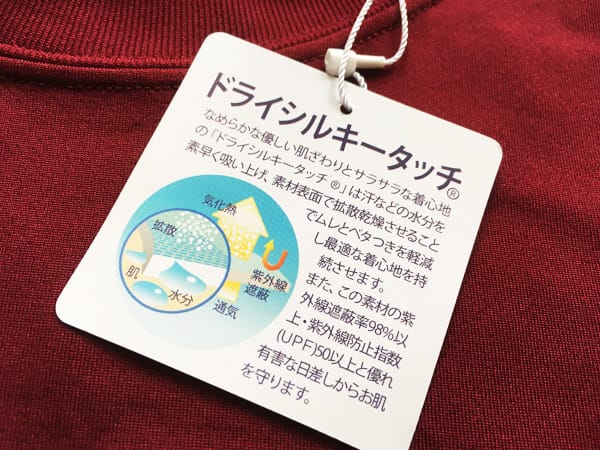 ドライシルキータッチ®
なめらかな優しい肌ざわりとサラサラな着心地
の「ドライシルキータッチ®」は汗などの水分を
素早く吸い上げ、素材表面で拡散乾燥させること
でムレとベタつきを軽減
し最適な着心地を持
続させます。
また、この素材の紫
外線遮蔽率98%以
上・紫外線防止指数
(UPF)50以上と優れ
有害な日差しからお肌
を守ります。
気化熱
拡散
肌
水分
通気
紫外線
遮蔽